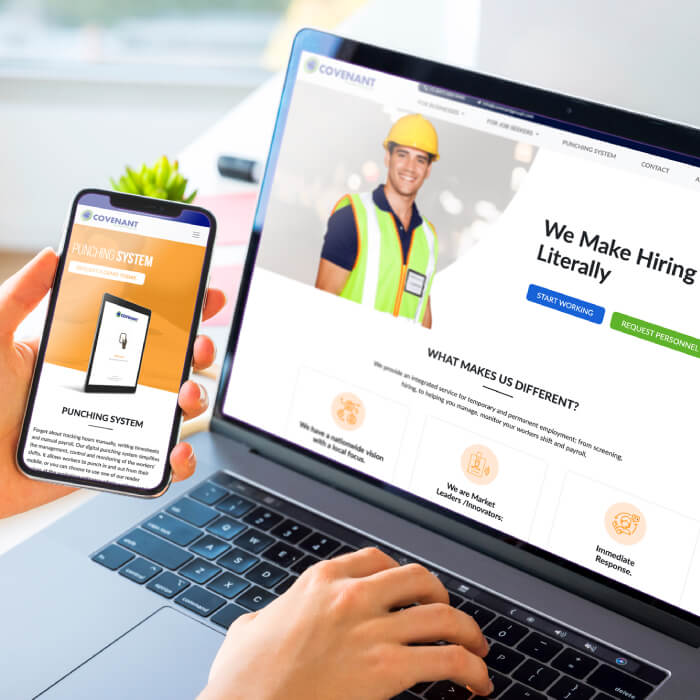 COVENANT
FOR BUSINESSES
FOR JOB SEEKERS
PUNCHING SYSTEM
CONTACT
We Make Hiring
Literally
START WORKING
REQUEST PERSONNEL
WHAT MAKES US DIFFERENT?
We provide an integrated service for temporary and permanent employment; from screening,
hiring, to helping you manage, monitor your workers shift and payroll.
We have a nationwide vision
with a local focus.
We are Market
Leaders /Innovators:
Immediate
Response.
COVENANT
PUNCHING SYSTEM
REQUEST A DEMO TODAY!
COVENANT
PUNCHING SYSTEM
Forget about tracking hours manually, writing timesheets
and manual payroll. Our digital punching system simplifies
the management, control and monitoring of the workers'
shifts. It allows workers to punch in and out from their
mobile, or you can choose to use one of our reader
command
command
option